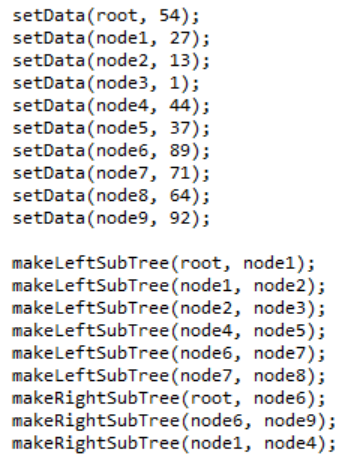 setData(root, 54);
setData(node1, 27);
setData(node2, 13);
setData(node3, 1);
setData(node4, 44);
setData(node5, 37);
setData(node6, 89);
setData(node7, 71);
setData(node8, 64);
setData(node9, 92);

makeLeftSubTree(root, node1);
makeLeftSubTree(node1, node2);
makeLeftSubTree(node2, node3);
makeLeftSubTree(node4, node5);
makeLeftSubTree(node6, node7);
makeLeftSubTree(node7, node8);
makeRightSubTree(root, node6);
makeRightSubTree(node6, node9);
makeRightSubTree(node1, node4);